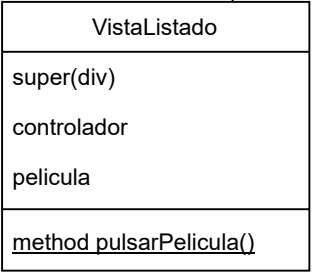 VistaListado
super(div)
controlador
pelicula
method pulsarPelicula()